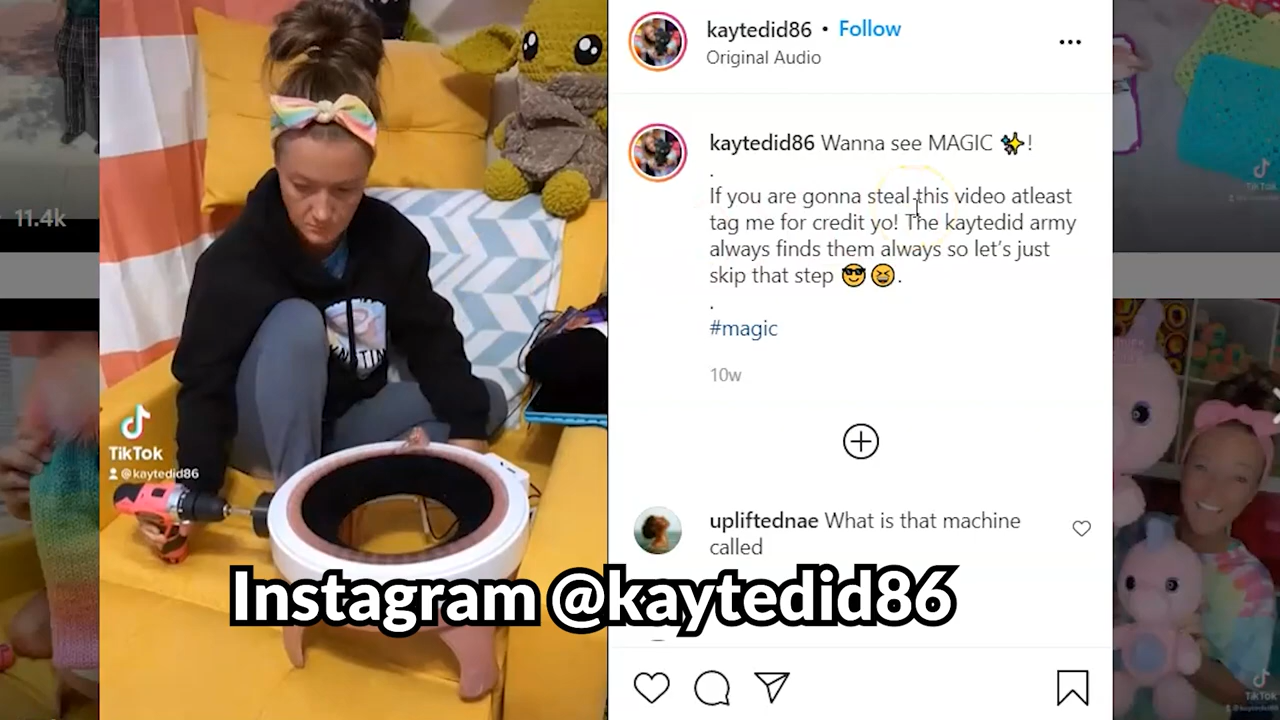 kaytedid86 • Follow
Original Audio
kaytedid86 Wanna see MAGIC ✨!
.
If you are gonna steal this video atleast
tag me for credit yo! The kaytedid army
always finds them always so let's just
skip that step 😎😆.
.
#magic
10w
upliftednae What is that machine
called
11.4k
TikTok
@kaytedid86
Instagram @kaytedid86
TikTok